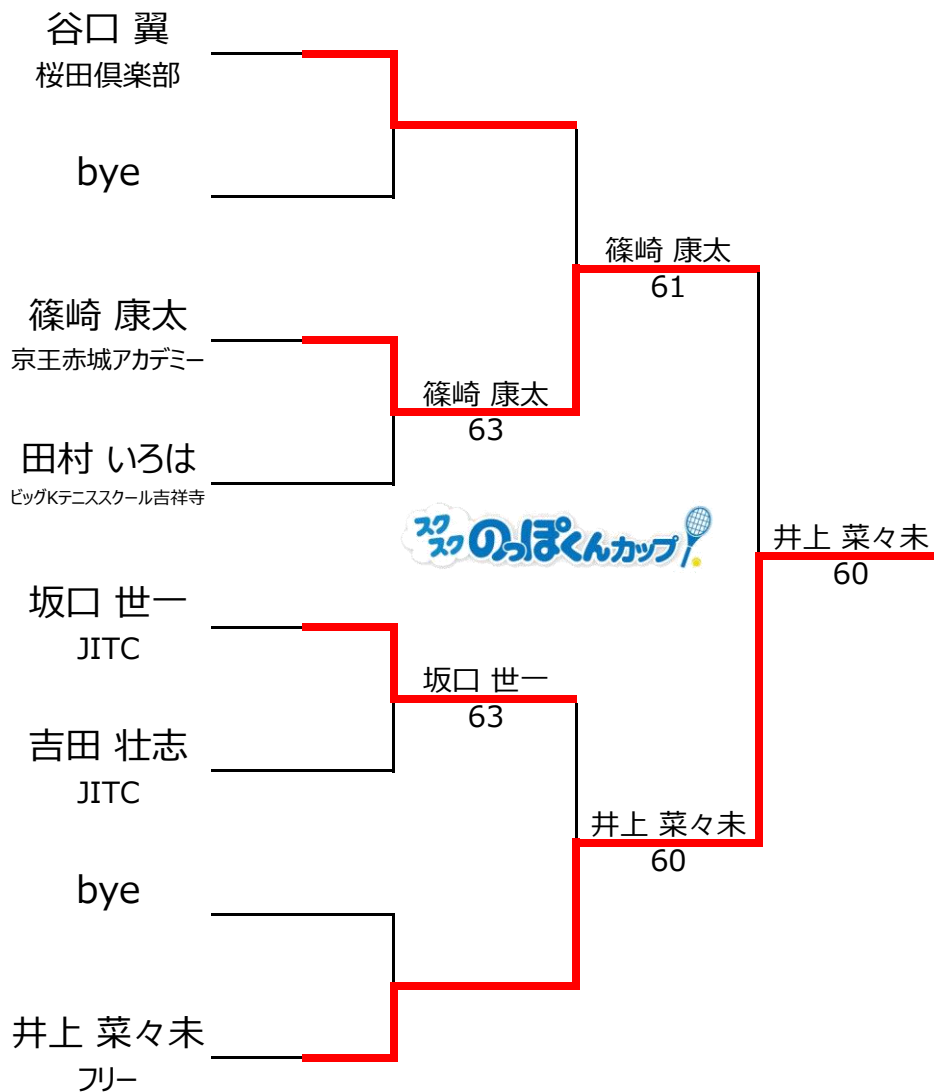 谷口 翼
桜田倶楽部
bye
篠崎 康太
61
篠崎 康太
京王赤城アカデミー
篠崎 康太
63
田村 いろは
ビッグKテニススクール吉祥寺
スクスク のっぽくんカップ
井上 菜々未
60
坂口 世一
JITC
坂口 世一
63
吉田 壮志
JITC
井上 菜々未
60
bye
井上 菜々未
フリー